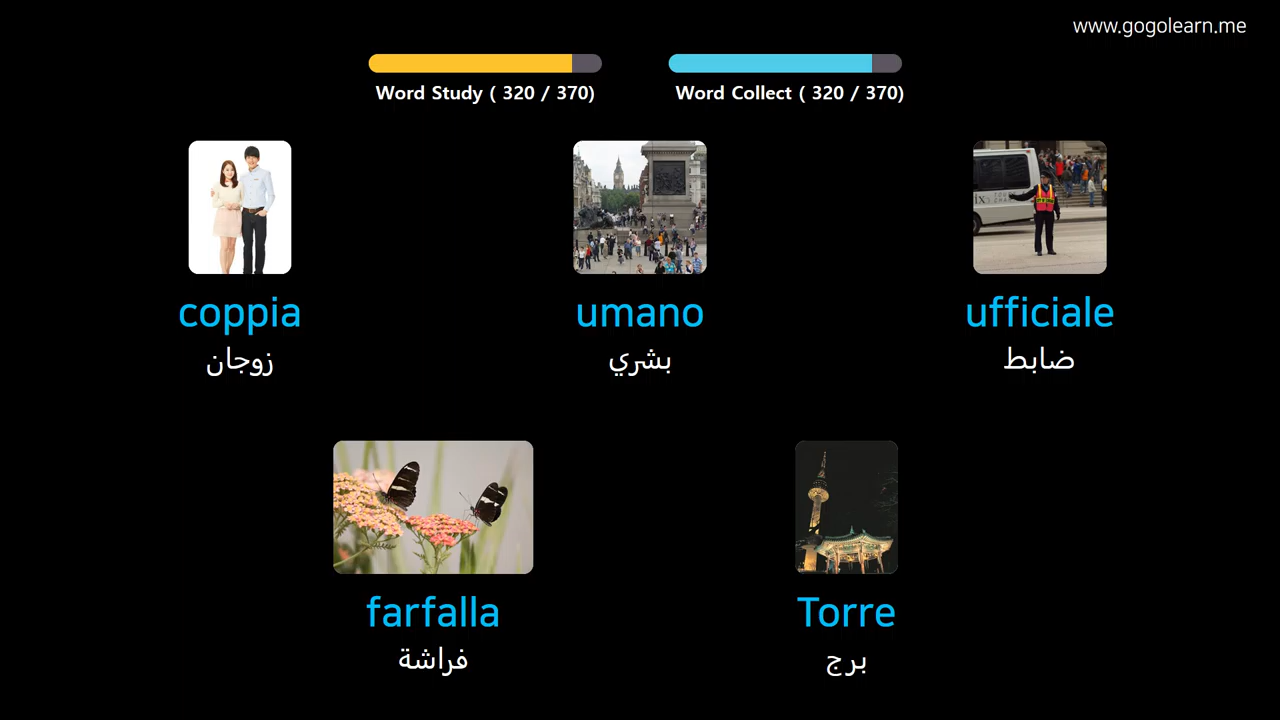 www.gogolearn.me
Word Study ( 320 / 370)
Word Collect ( 320 / 370)
coppia
زوجان
umano
بشري
ufficiale
ضابط
farfalla
فراشة
Torre
برج